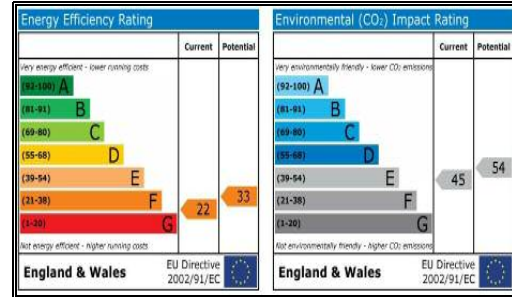 Energy Efficiency Rating
Current Potential
Very energy efficient - lower running costs
(92-100) A
(81-91) B
(69-80) C
(55-68) D
(39-54) E
(21-38) F
(1-20) G
22
33
Not energy efficient - higher running costs
England & Wales
EU Directive
2002/91/EC
Environmental (CO₂) Impact Rating
Current Potential
Very environmentally friendly - lower CO₂ emissions
(92-100) A
(81-91) B
(69-80) C
(55-68) D
(39-54) E
(21-38) F
(1-20) G
45
54
Not environmentally friendly - higher CO₂ emissions
England & Wales
EU Directive
2002/91/EC